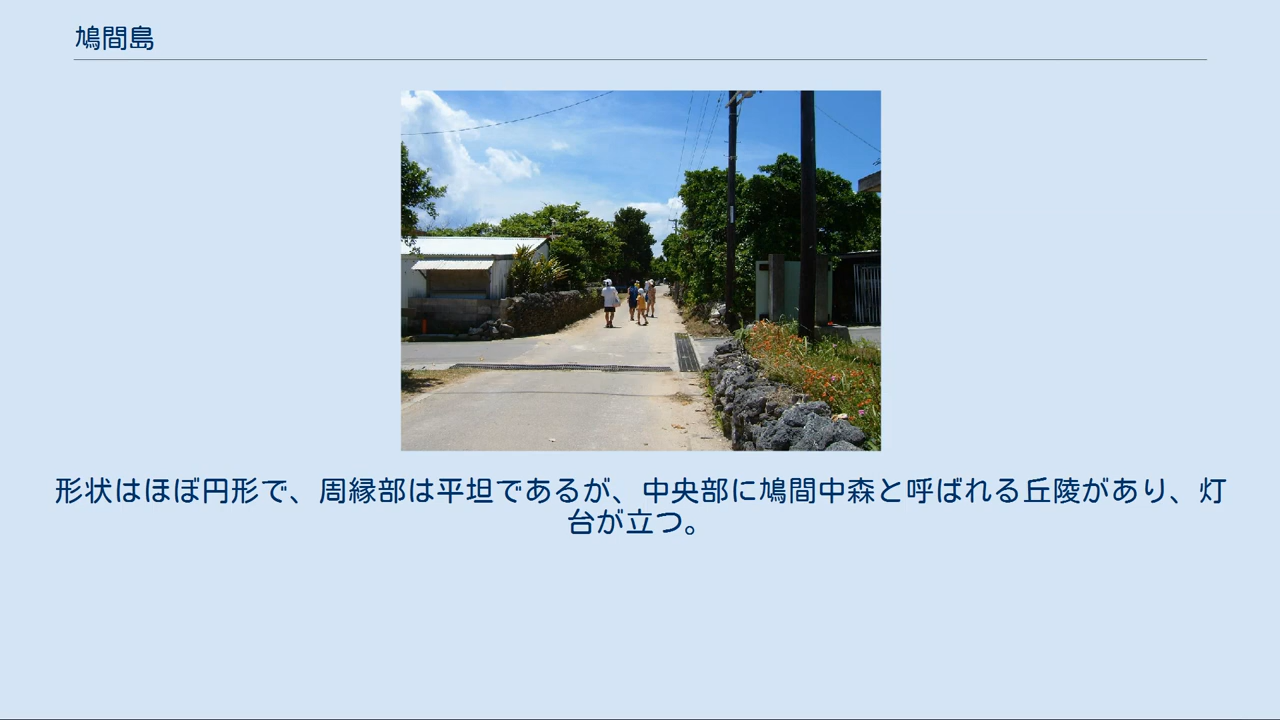 鳩間島
形状はほぼ円形で、周縁部は平坦であるが、中央部に鳩間中森と呼ばれる丘陵があり、灯
台が立つ。